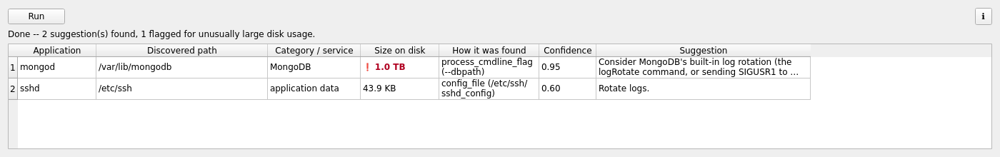 Run
i
Done -- 2 suggestion(s) found, 1 flagged for unusually large disk usage.
Application Discovered path Category / service Size on disk How it was found Confidence Suggestion
1 mongod /var/lib/mongodb MongoDB ❗ 1.0 TB process_cmdline_flag 0.95 Consider MongoDB's built-in log rotation (the
(--dbpath) logRotate command, or sending SIGUSR1 to ...
2 sshd /etc/ssh application data 43.9 KB config_file (/etc/ssh/ 0.60 Rotate logs.
sshd_config)